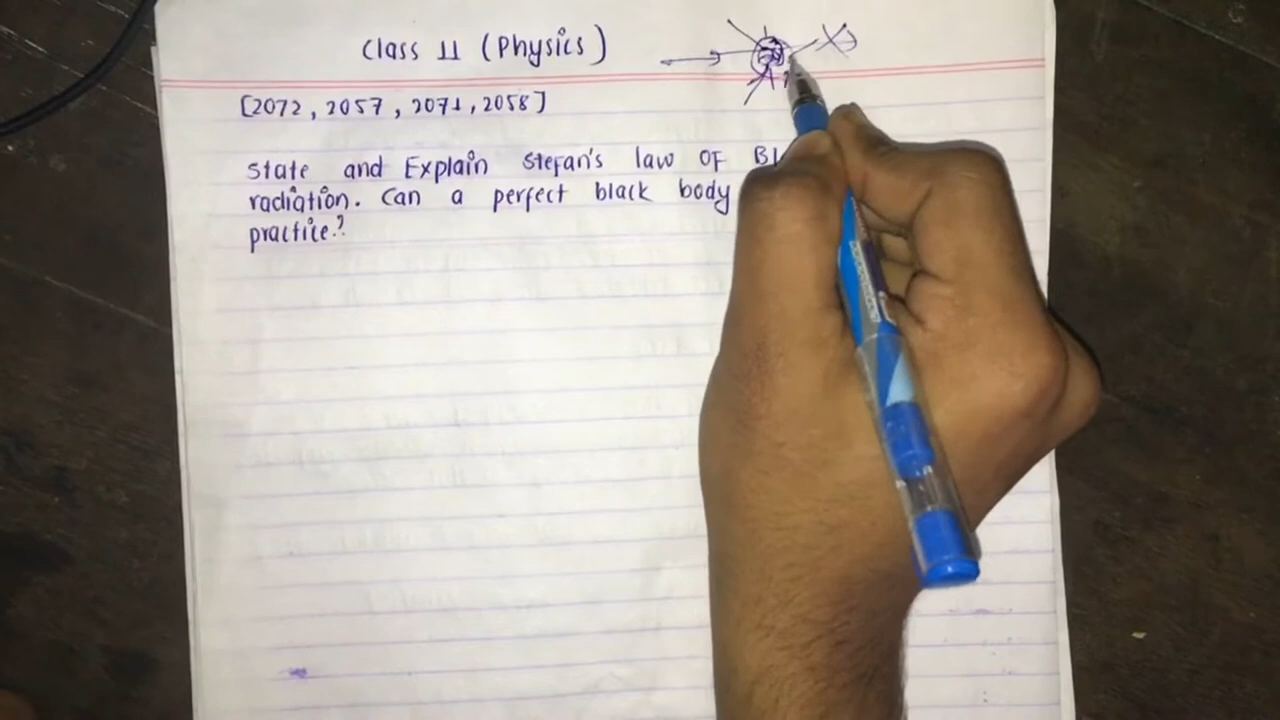 Class 11 (Physics)
[2072, 2057, 2071, 2058]
State and Explain Stefan's law of
radiation. Can a perfect black body
practice.?